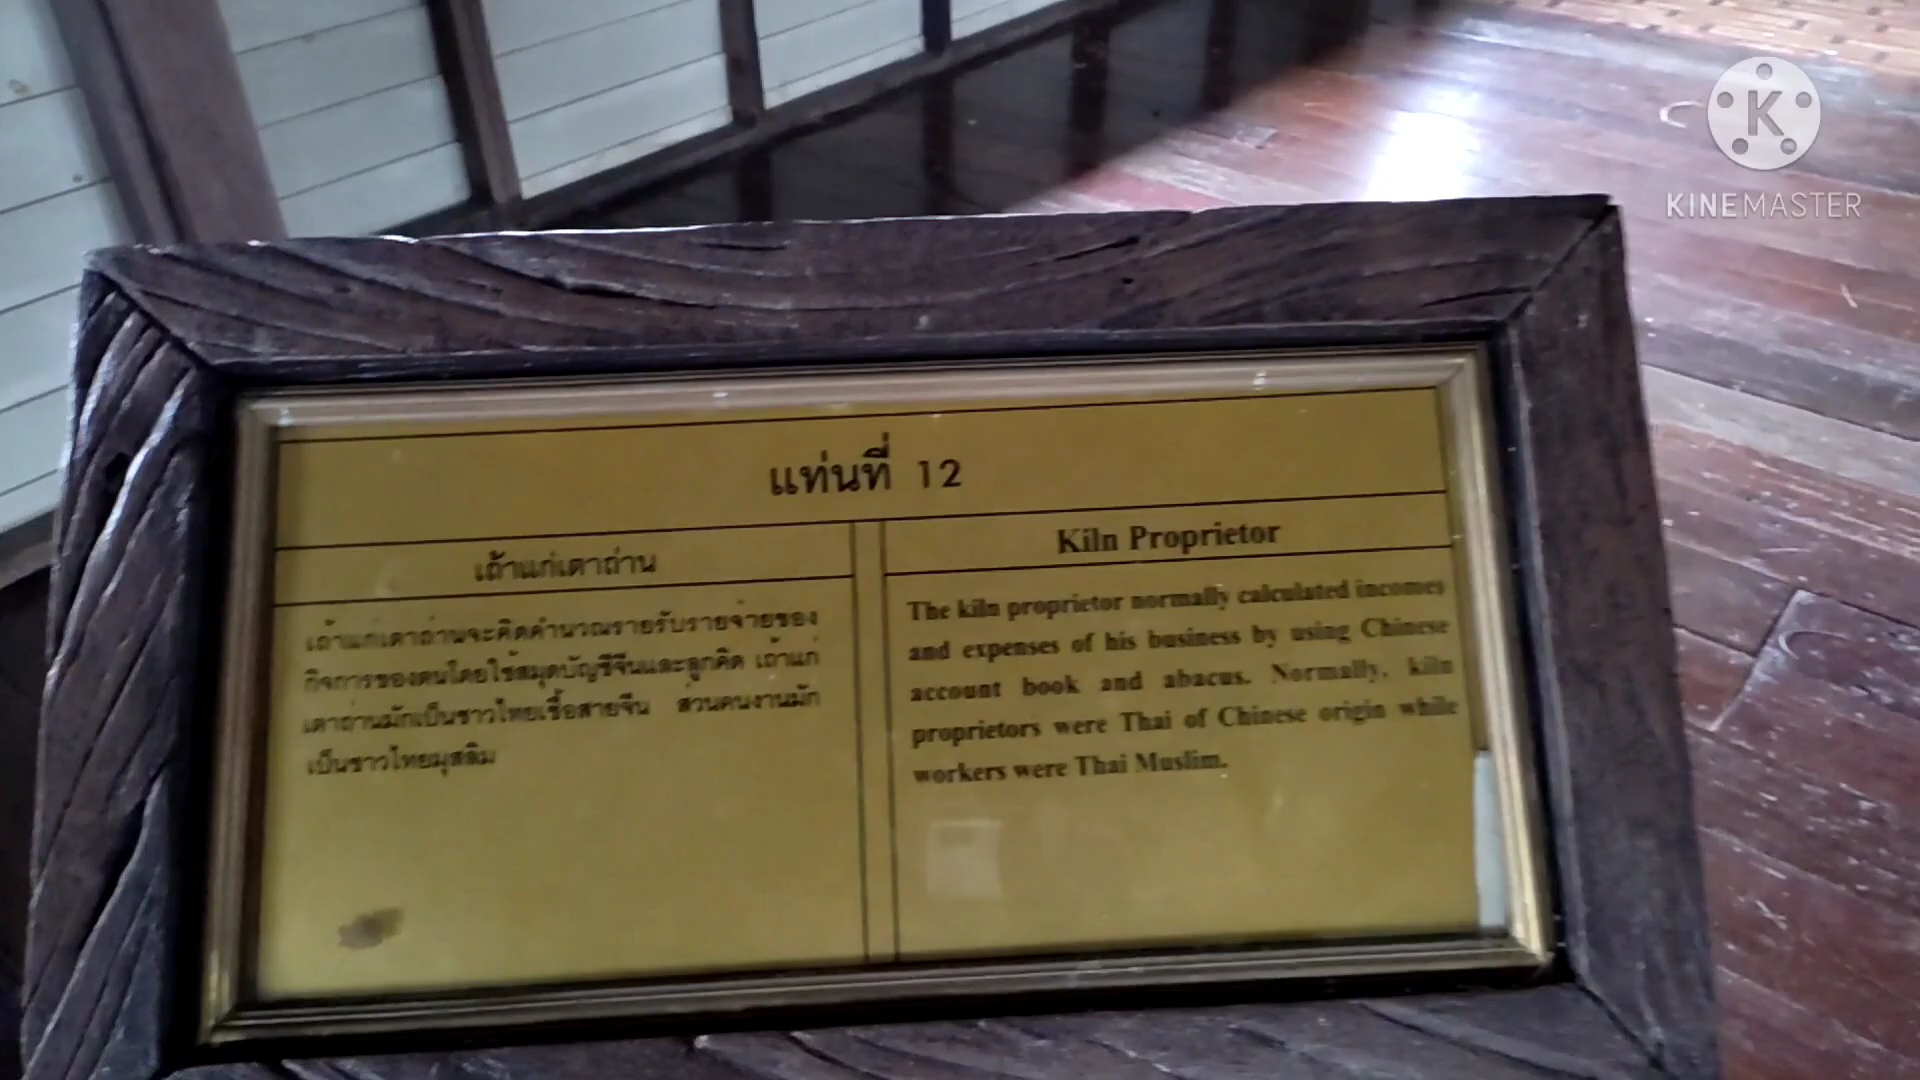 แท่นที่ 12
เถ้าแก่เตาถ่าน
เถ้าแก่เตาถ่านจะคิดคำนวณรายรับรายจ่ายของ
กิจการของตนโดยใช้สมุดบัญชีจีนและลูกคิด เถ้าแก่
เตาถ่านมักเป็นชาวไทยเชื้อสายจีน ส่วนคนงานมัก
เป็นชาวไทยมุสลิม
Kiln Proprietor
The kiln proprietor normally calculated incomes
and expenses of his business by using Chinese
account book and abacus. Normally, kiln
proprietors were Thai of Chinese origin while
workers were Thai Muslim.
K
KINEMASTER